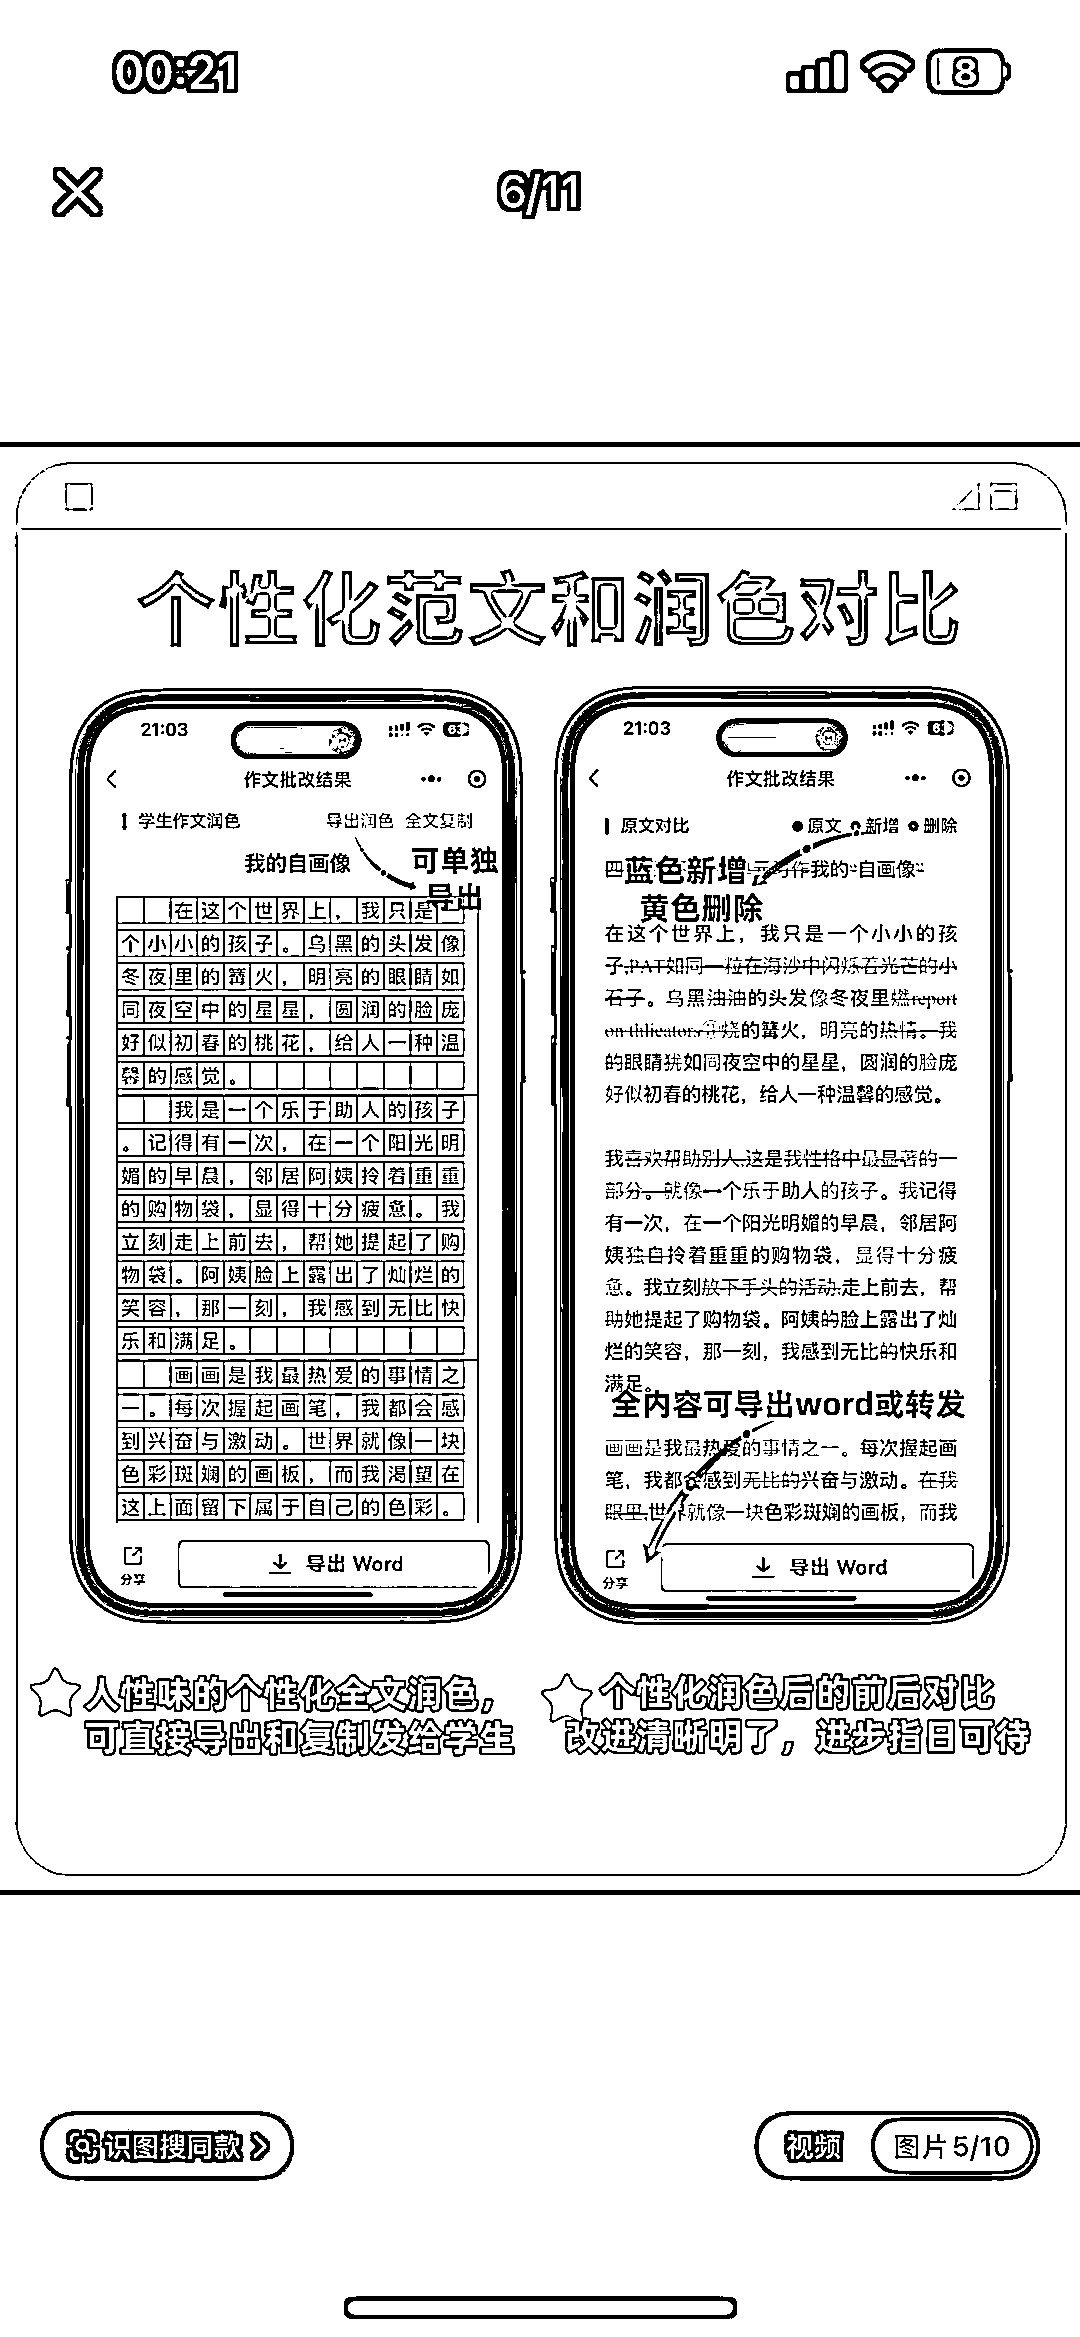 00:21
8
6/11
个性化范文和润色对比
21:03
作文批改结果
学生作文润色
导出润色 全文复制
我的自画像
可单独
导出
在这个世界上，我只是一
个小小的孩子。乌黑的头发像
冬夜里的篝火，明亮的眼睛如
同夜空中的星星，圆润的脸庞
好似初春的桃花，给人一种温
馨的感觉。
我是一个乐于助人的孩子
。记得有一次，在一个阳光明
媚的早晨，邻居阿姨拎着重重
的购物袋，显得十分疲惫。我
立刻走上前去，帮她提起了购
物袋。阿姨脸上露出了灿烂的
笑容，那一刻，我感到无比快
乐和满足。
画画是我最热爱的事情之
一。每次握起画笔，我都会感
到兴奋与激动。世界就像一块
色彩斑斓的画板，而我渴望在
这上面留下属于自己的色彩。
分享
导出 Word
21:03
作文批改结果
原文对比
原文 新增 删除
蓝色新增
写作我的“自画像”
黄色删除
在这个世界上，我只是一个小小的孩
子,PAT如同一粒在海沙中闪烁着光芒的小
石子。乌黑油油的头发像冬夜里燃report
烧的篝火，明亮的热情。我
的眼睛犹如同夜空中的星星，圆润的脸庞
好似初春的桃花，给人一种温馨的感觉。
我喜欢帮助别人,这是我性格中最显著的一
部分。就像一个乐于助人的孩子。我记得
有一次，在一个阳光明媚的早晨，邻居阿
姨独自拎着重重的购物袋，显得十分疲
惫。我立刻放下手头的活动,走上前去，帮
助她提起了购物袋。阿姨的脸上露出了灿
烂的笑容，那一刻，我感到无比的快乐和
满足。
全内容可导出word或转发
画画是我最热爱的事情之一。每次握起画
笔，我都会感到无比的兴奋与激动。在我
眼里,世界就像一块色彩斑斓的画板，而我
分享
导出 Word
人性味的个性化全文润色，
可直接导出和复制发给学生
个性化润色后的前后对比
改进清晰明了，进步指日可待
识图搜同款
视频
图片 5/10